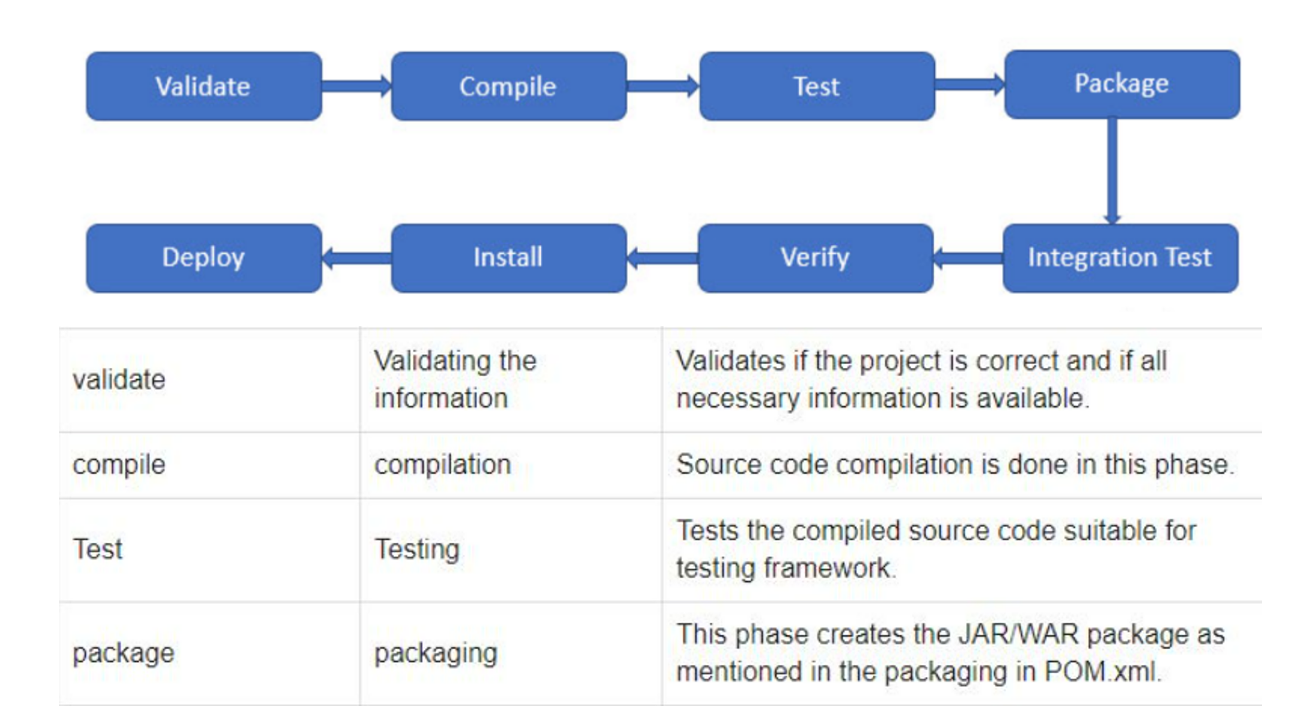 Validate
Compile
Test
Package
Deploy
Install
Verify
Integration Test
validate
Validating the
information
Validates if the project is correct and if all
necessary information is available.
compile
compilation
Source code compilation is done in this phase.
Test
Testing
Tests the compiled source code suitable for
testing framework.
package
packaging
This phase creates the JAR/WAR package as
mentioned in the packaging in POM.xml.